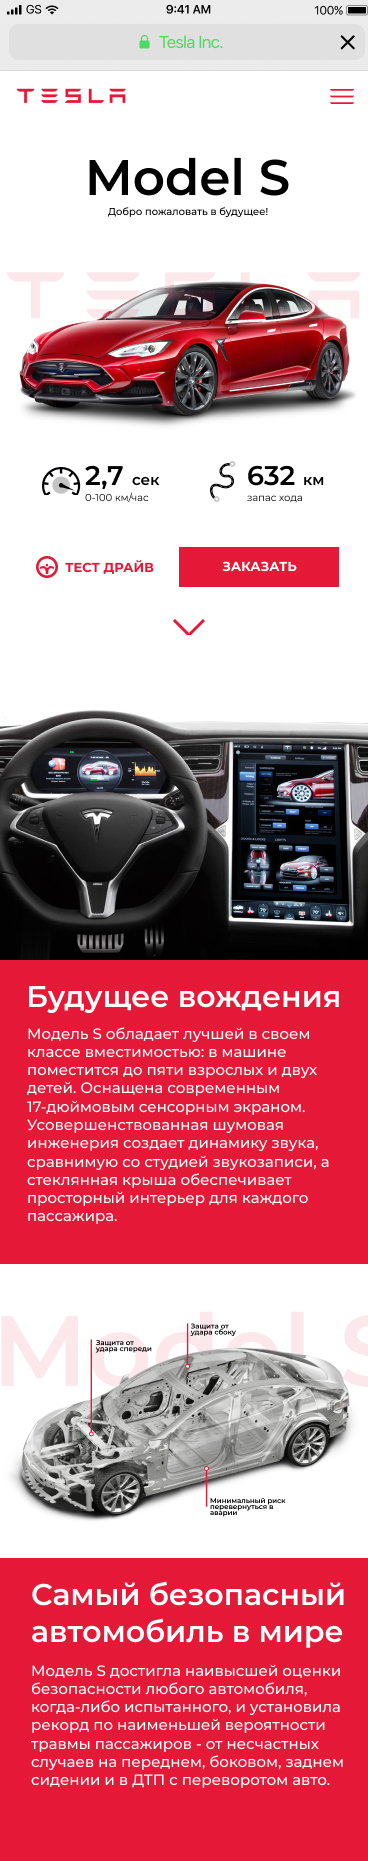 GS 9:41 AM 100%
Tesla Inc.
TESLA
Model S
Добро пожаловать в будущее!
TESLA
2,7 сек
0-100 км/час
632 км
запас хода
ТЕСТ ДРАЙВ
ЗАКАЗАТЬ
Будущее вождения
Модель S обладает лучшей в своем
классе вместимостью: в машине
поместится до пяти взрослых и двух
детей. Оснащена современным
17-дюймовым сенсорным экраном.
Усовершенствованная шумовая
инженерия создает динамику звука,
сравнимую со студией звукозаписи, а
стеклянная крыша обеспечивает
просторный интерьер для каждого
пассажира.
Model S
Защита от
удара сбоку
Защита от
удара спереди
Минимальный риск
перевернуться в
аварии
Самый безопасный
автомобиль в мире
Модель S достигла наивысшей оценки
безопасности любого автомобиля,
когда-либо испытанного, и установила
рекорд по наименьшей вероятности
травмы пассажиров - от несчастных
случаев на переднем, боковом, заднем
сидении и в ДТП с переворотом авто.